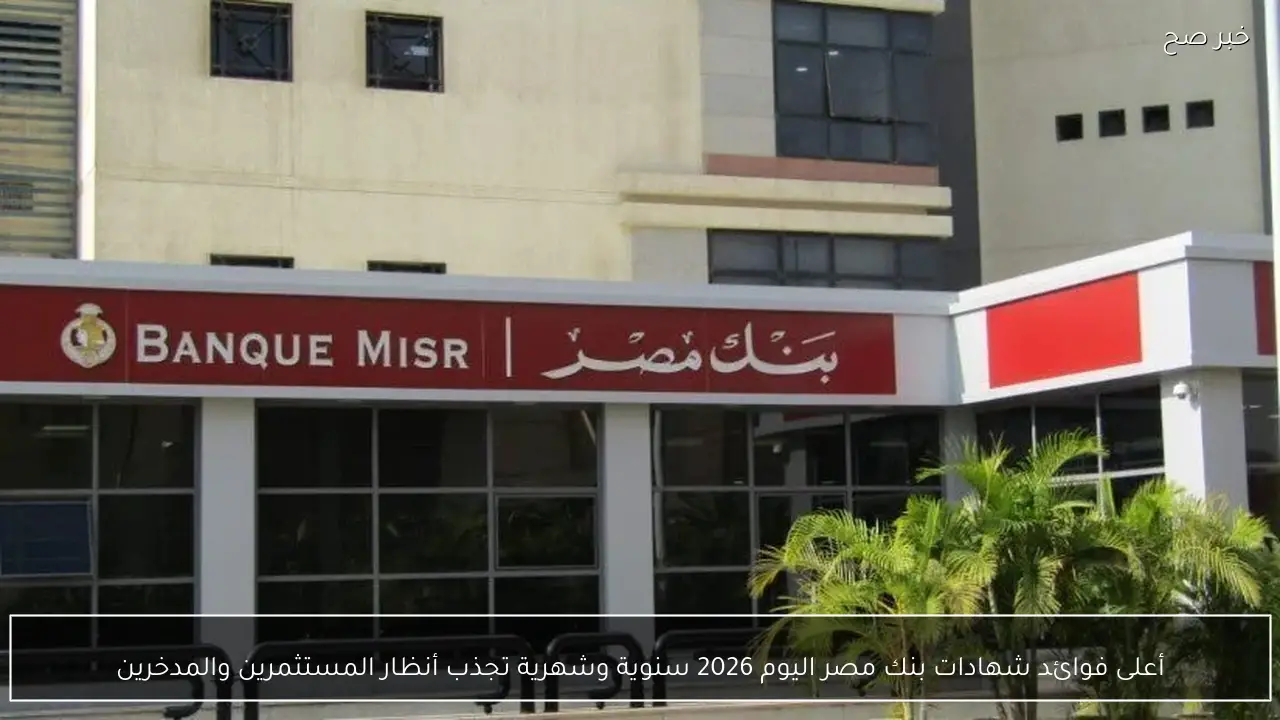 خبر صح
BANQUE MISR | بنك مصر
أعلى فوائد شهادات بنك مصر اليوم 2026 سنوية وشهرية تجذب أنظار المستثمرين والمدخرين